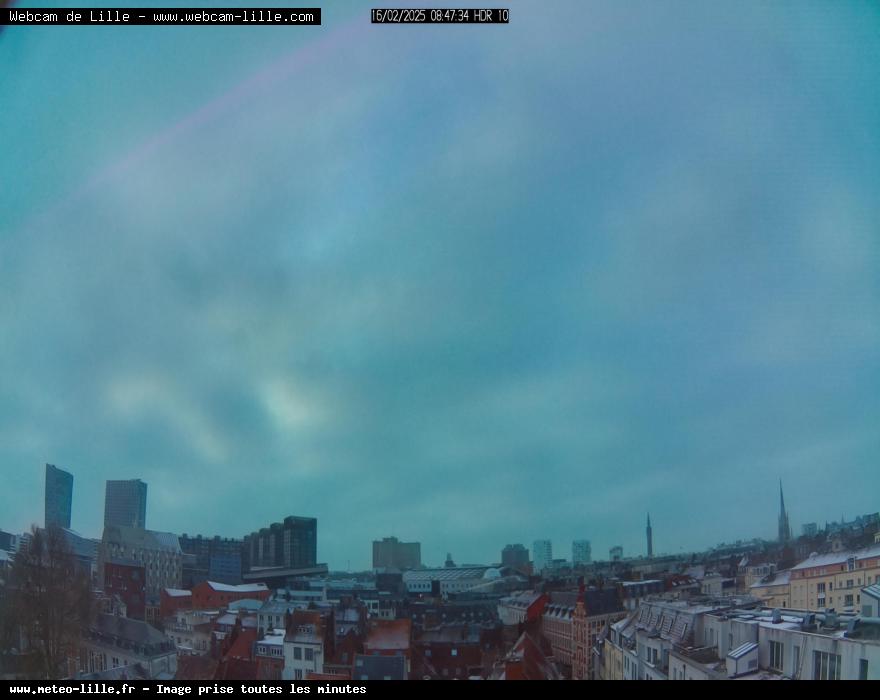 Webcam de Lille - www.webcam-lille.com
16/02/2025 08:47:34 HDR 10
www.meteo-lille.fr - Image prise toutes les minutes